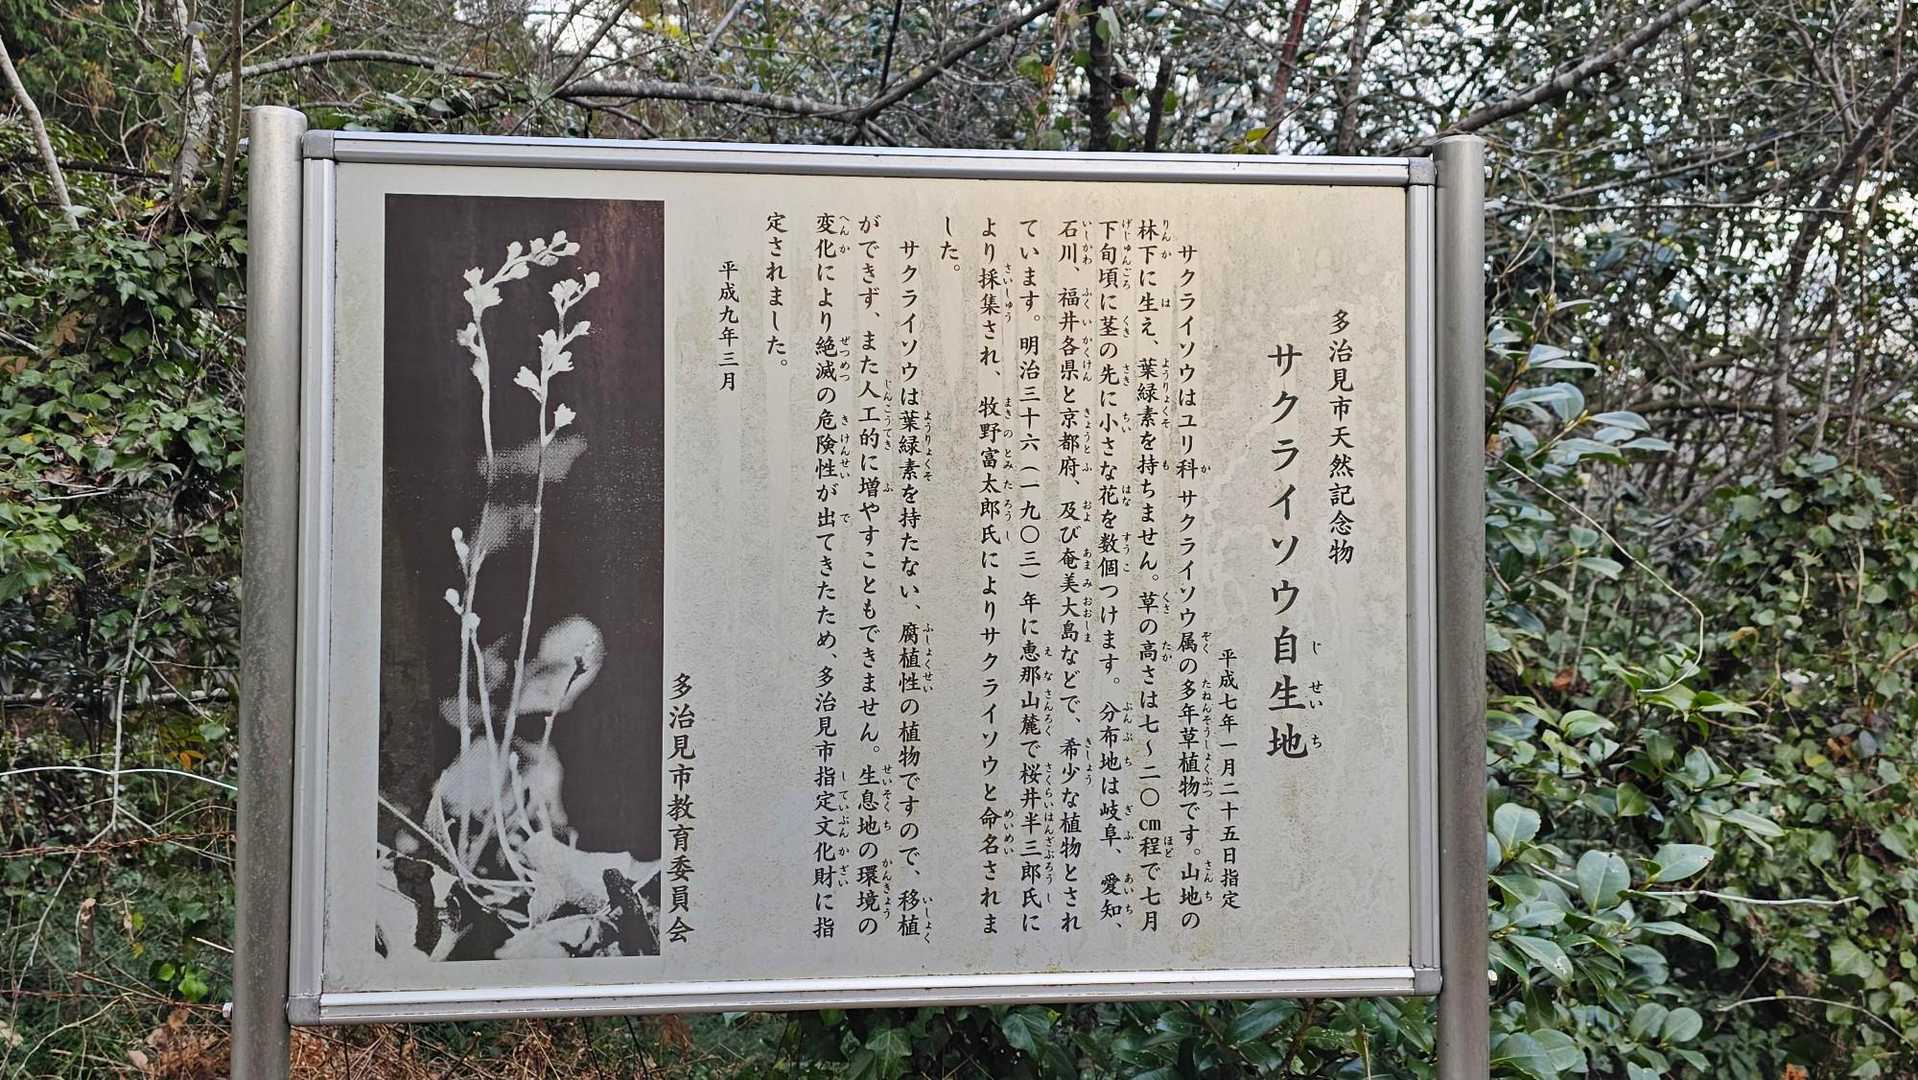 多治見市天然記念物
サクライソウ自生地
平成七年一月二十五日指定
サクライソウはユリ科サクライソウ属の多年草植物です。山地の
林下に生え、葉緑素を持ちません。草の高さは七～二〇㎝程で七月
下旬頃に茎の先に小さな花を数個つけます。分布地は岐阜、愛知、
石川、福井各県と京都府、及び奄美大島などで、希少な植物とされ
ています。明治三十六（一九〇三）年に恵那山麓で桜井半三郎氏に
より採集され、牧野富太郎氏によりサクライソウと命名されま
した。
サクライソウは葉緑素を持たない、腐植性の植物ですので、移植
ができず、また人工的に増やすこともできません。生息地の環境の
変化により絶滅の危険性が出てきたため、多治見市指定文化財に指
定されました。
平成九年三月
多治見市教育委員会